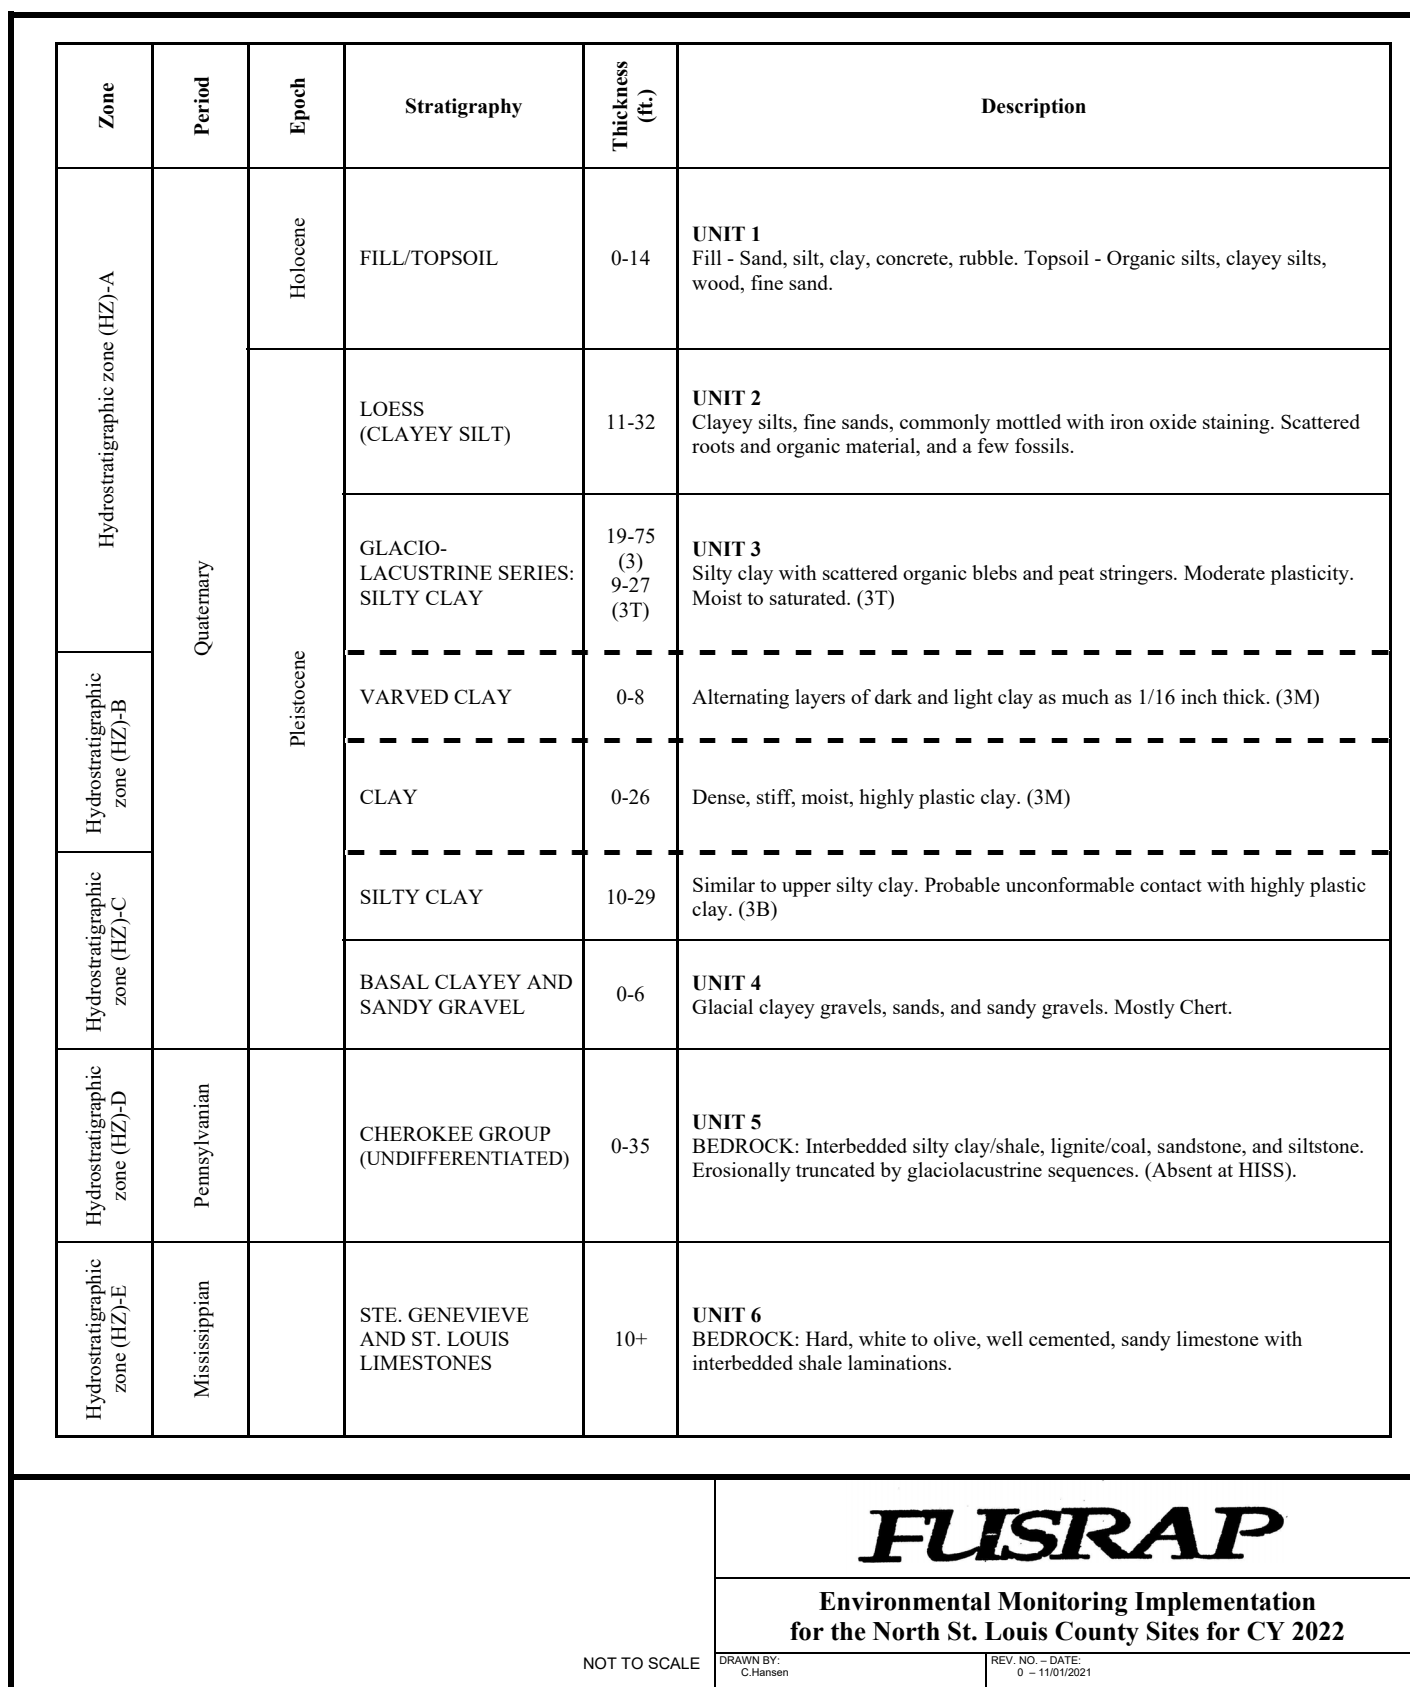 Zone
Period
Epoch
Stratigraphy
Thickness
(ft.)
Description
Hydrostratigraphic zone (HZ)-A
Quaternary
Holocene
FILL/TOPSOIL
0-14
UNIT 1
Fill - Sand, silt, clay, concrete, rubble. Topsoil - Organic silts, clayey silts,
wood, fine sand.
Pleistocene
LOESS
(CLAYEY SILT)
11-32
UNIT 2
Clayey silts, fine sands, commonly mottled with iron oxide staining. Scattered
roots and organic material, and a few fossils.
GLACIO-
LACUSTRINE SERIES:
SILTY CLAY
19-75
(3)
9-27
(3T)
UNIT 3
Silty clay with scattered organic blebs and peat stringers. Moderate plasticity.
Moist to saturated. (3T)
Hydrostratigraphic
zone (HZ)-B
VARVED CLAY
0-8
Alternating layers of dark and light clay as much as 1/16 inch thick. (3M)
CLAY
0-26
Dense, stiff, moist, highly plastic clay. (3M)
Hydrostratigraphic
zone (HZ)-C
SILTY CLAY
10-29
Similar to upper silty clay. Probable unconformable contact with highly plastic
clay. (3B)
BASAL CLAYEY AND
SANDY GRAVEL
0-6
UNIT 4
Glacial clayey gravels, sands, and sandy gravels. Mostly Chert.
Hydrostratigraphic
zone (HZ)-D
Pennsylvanian
CHEROKEE GROUP
(UNDIFFERENTIATED)
0-35
UNIT 5
BEDROCK: Interbedded silty clay/shale, lignite/coal, sandstone, and siltstone.
Erosionally truncated by glaciolacustrine sequences. (Absent at HISS).
Hydrostratigraphic
zone (HZ)-E
Mississippian
STE. GENEVIEVE
AND ST. LOUIS
LIMESTONES
10+
UNIT 6
BEDROCK: Hard, white to olive, well cemented, sandy limestone with
interbedded shale laminations.
FUSRAP
Environmental Monitoring Implementation
for the North St. Louis County Sites for CY 2022
NOT TO SCALE
DRAWN BY:
C.Hansen
REV. NO. – DATE:
0 – 11/01/2021